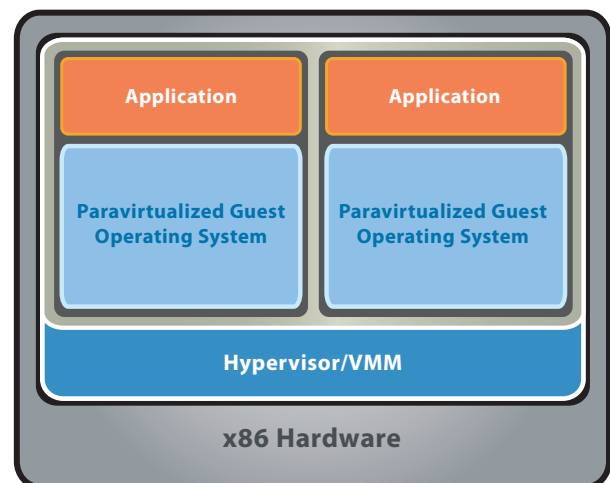 Application
Application
Paravirtualized Guest
Operating System
Paravirtualized Guest
Operating System
Hypervisor/VMM
x86 Hardware